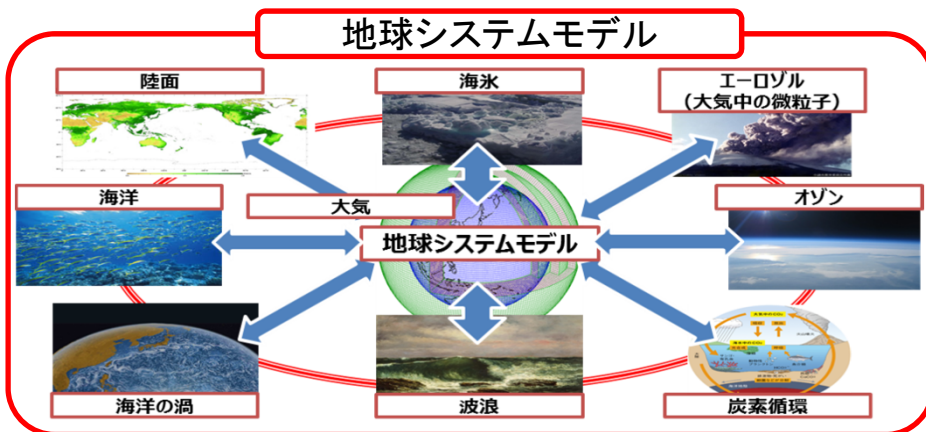 地球システムモデル
陸面
海氷
エーロゾル
(大気中の微粒子)
海洋
大気
オゾン
地球システムモデル
海洋の渦
波浪
炭素循環